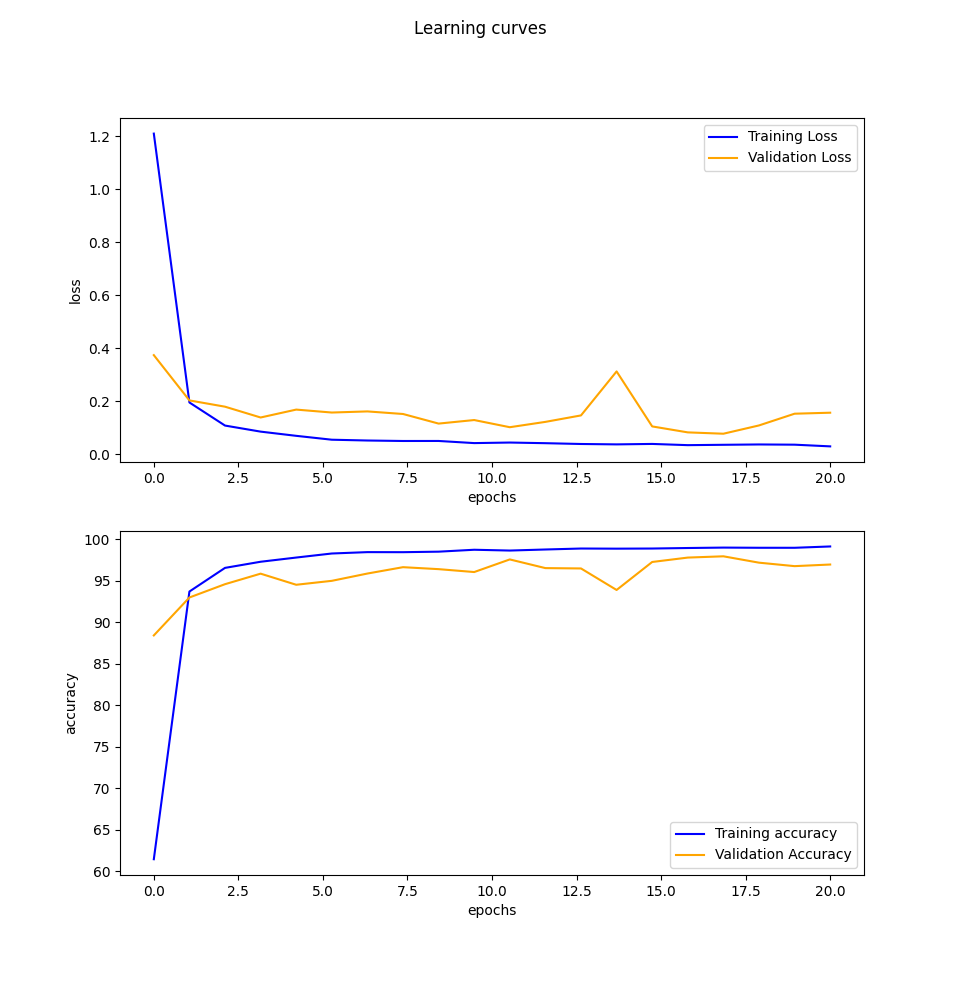 Learning curves
1.2
1.0
0.8
0.6
0.4
0.2
0.0
loss
Training Loss
Validation Loss
0.0 2.5 5.0 7.5 10.0 12.5 15.0 17.5 20.0
epochs
100
95
90
85
80
75
70
65
60
accuracy
Training accuracy
Validation Accuracy
0.0 2.5 5.0 7.5 10.0 12.5 15.0 17.5 20.0
epochs